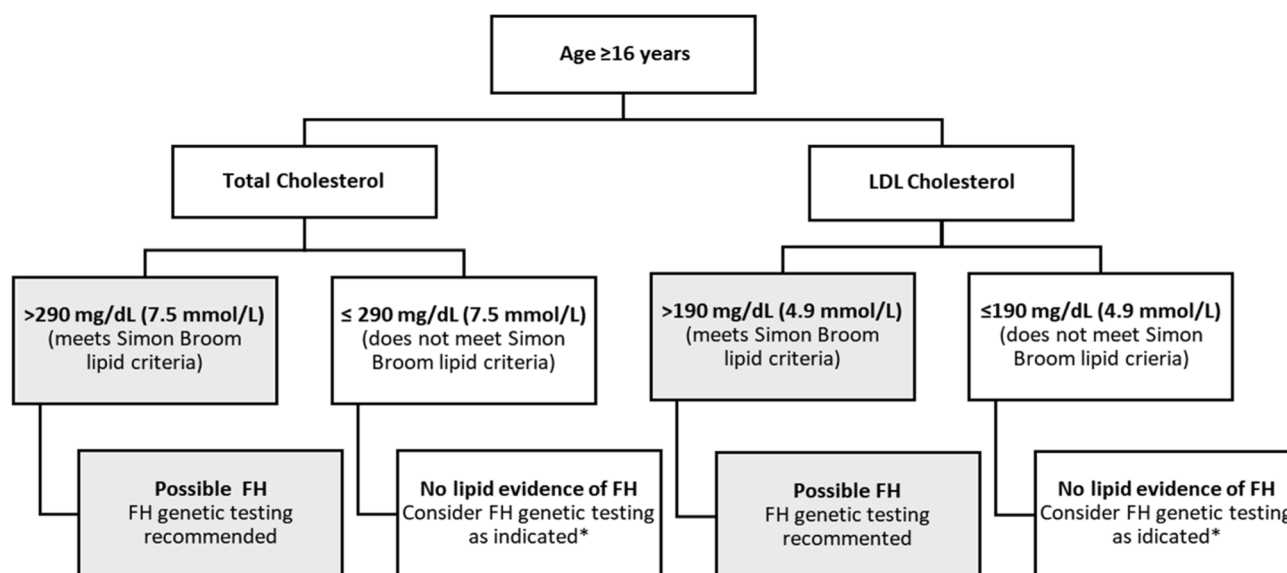 Age ≥16 years
Total Cholesterol
LDL Cholesterol
>290 mg/dL (7.5 mmol/L)
(meets Simon Broom
lipid criteria)
≤ 290 mg/dL (7.5 mmol/L)
(does not meet Simon
Broom lipid criteria)
>190 mg/dL (4.9 mmol/L)
(meets Simon Broom
lipid criteria)
≤190 mg/dL (4.9 mmol/L)
(does not meet Simon
Broom lipid crieria)
Possible FH
FH genetic testing
recommended
No lipid evidence of FH
Consider FH genetic testing
as indicated*
Possible FH
FH genetic testing
recommented
No lipid evidence of FH
Consider FH genetic testing
as idicated*